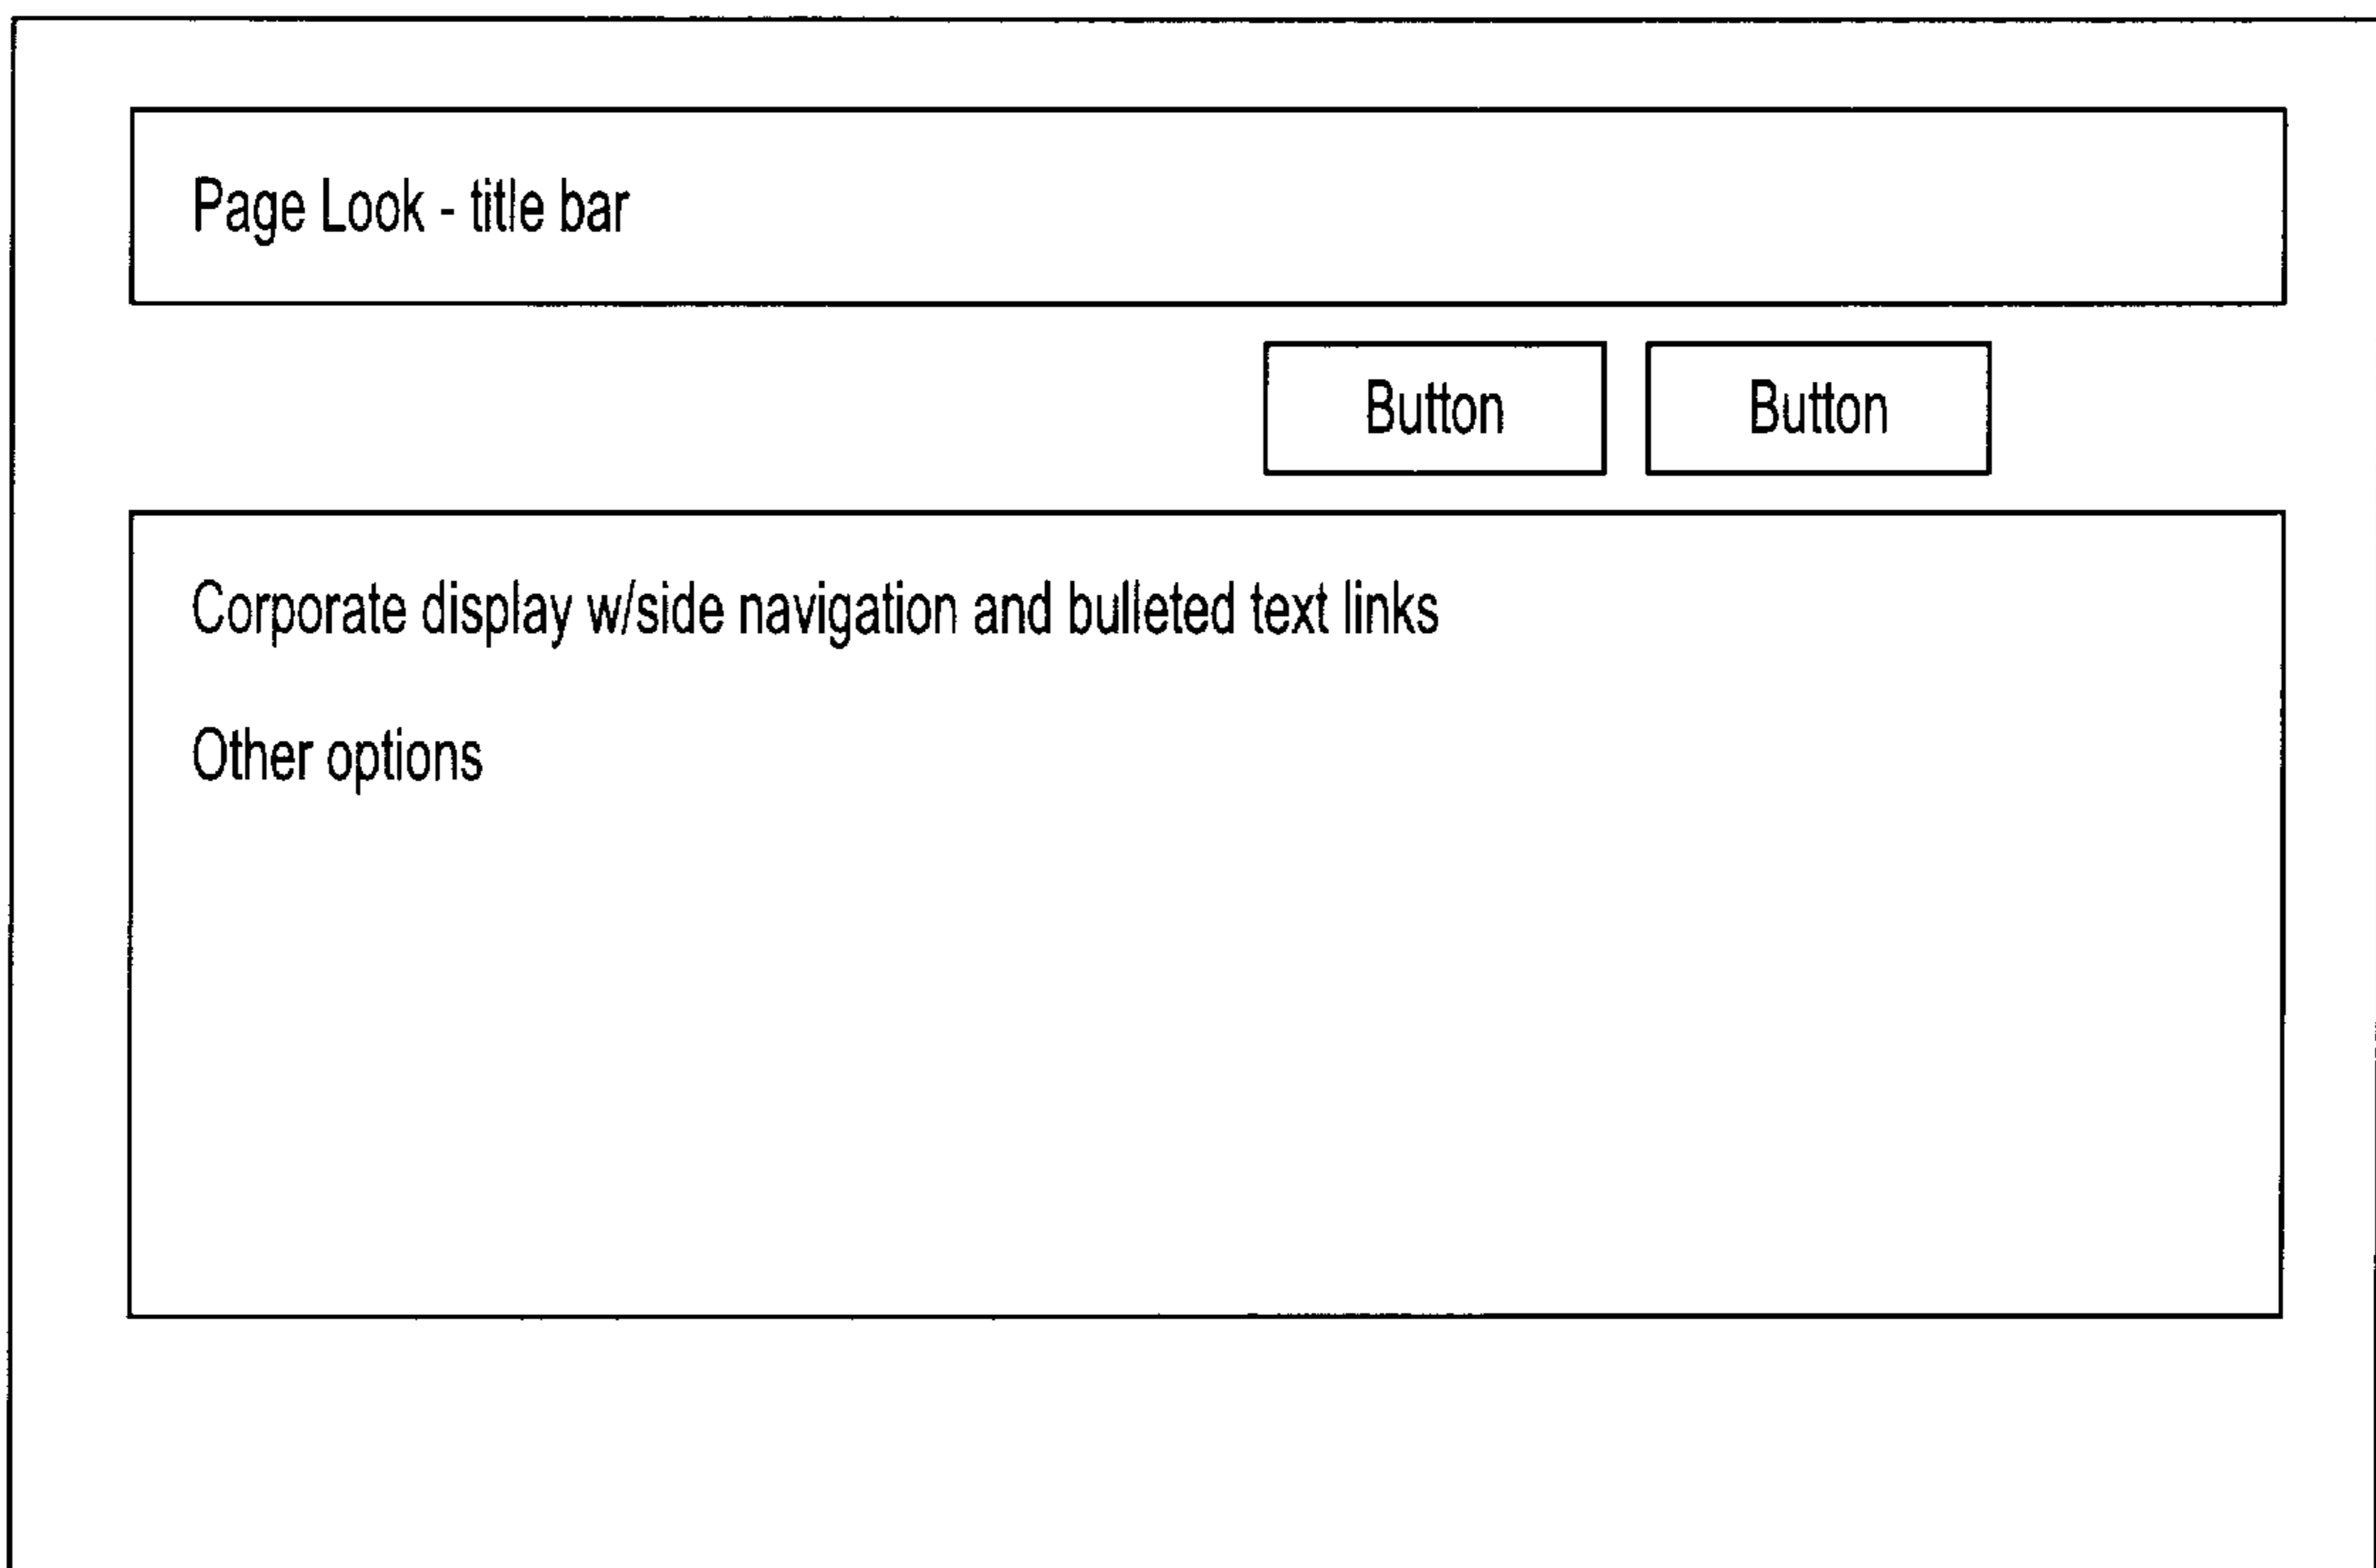 Page Look - title bar
Button Button
Corporate display w/side navigation and bulleted text links
Other options